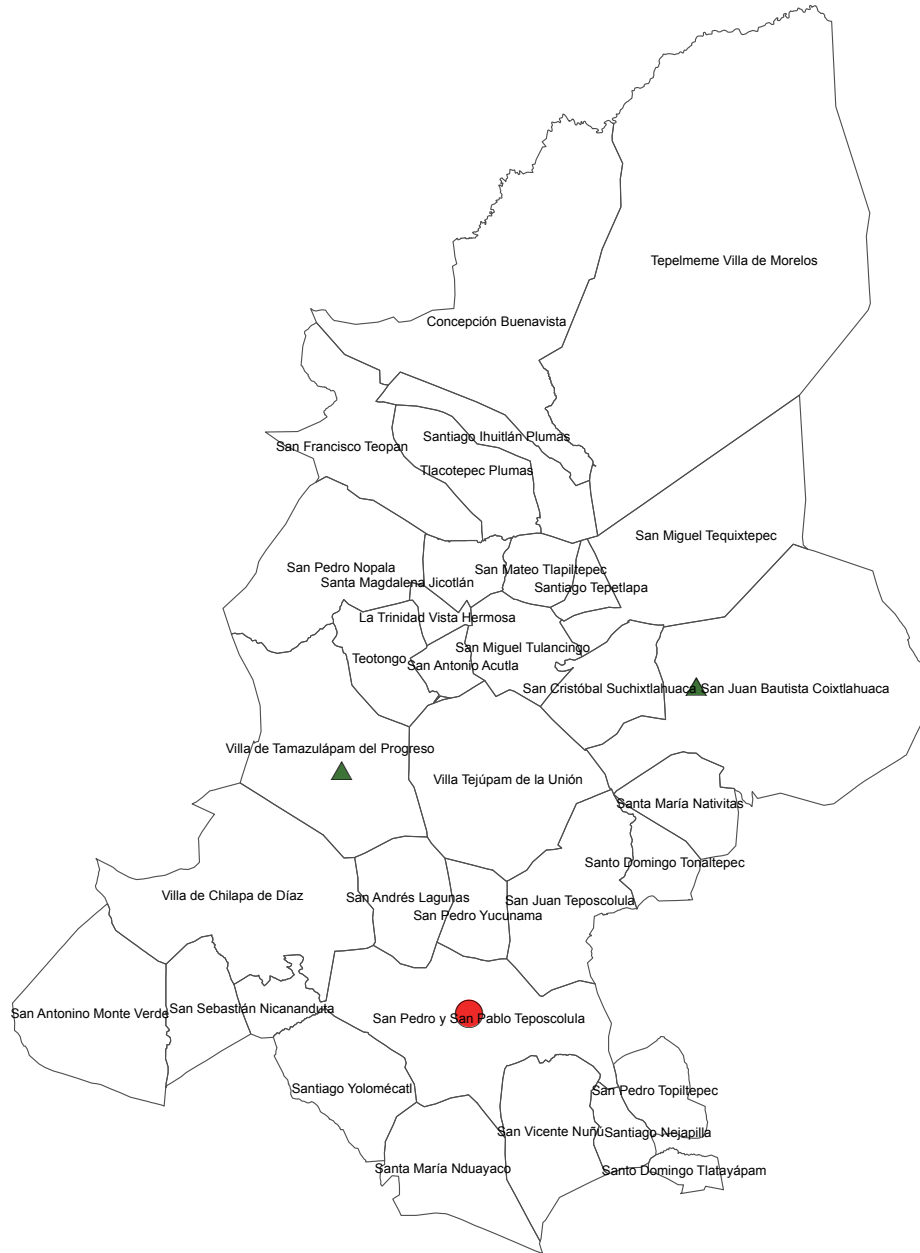 Tepelmeme Villa de Morelos
Concepción Buenavista
Santiago Ihuitlán Plumas
San Francisco Teopan
Tlacotepec Plumas
San Miguel Tequixtepec
San Pedro Nopala
San Mateo Tlapiltepec
Santa Magdalena Jicotlán
Santiago Tepetlapa
La Trinidad Vista Hermosa
San Miguel Tulancingo
Teotongo
San Antonio Acutla
San Cristóbal Suchixtlahuaca
San Juan Bautista Coixtlahuaca
Villa de Tamazulápam del Progreso
Villa Tejúpam de la Unión
Santa María Nativitas
Santo Domingo Tonaltepec
Villa de Chilapa de Díaz
San Andrés Lagunas
San Juan Teposcolula
San Pedro Yucunama
San Antonino Monte Verde
San Sebastián Nicananduta
San Pedro y San Pablo Teposcolula
Santiago Yolomécatl
San Pedro Topiltepec
San Vicente Nuñú
Santiago Nejapilla
Santa María Nduayaco
Santo Domingo Tlatayápam